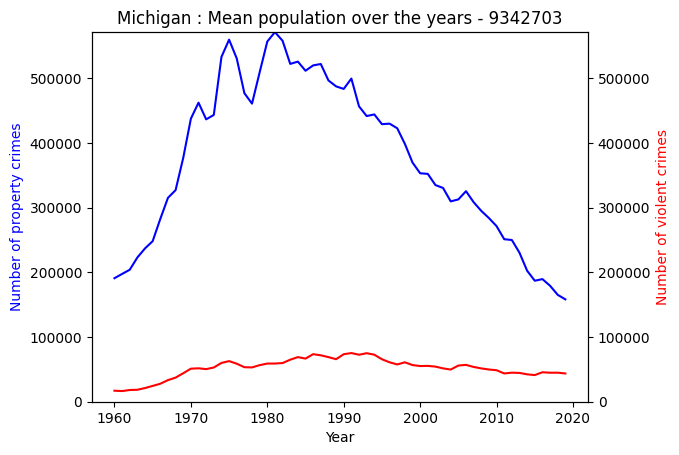 Michigan : Mean population over the years - 9342703
Number of property crimes
500000
400000
300000
200000
100000
0
500000
400000
300000
200000
100000
0
Number of violent crimes
1960 1970 1980 1990 2000 2010 2020
Year